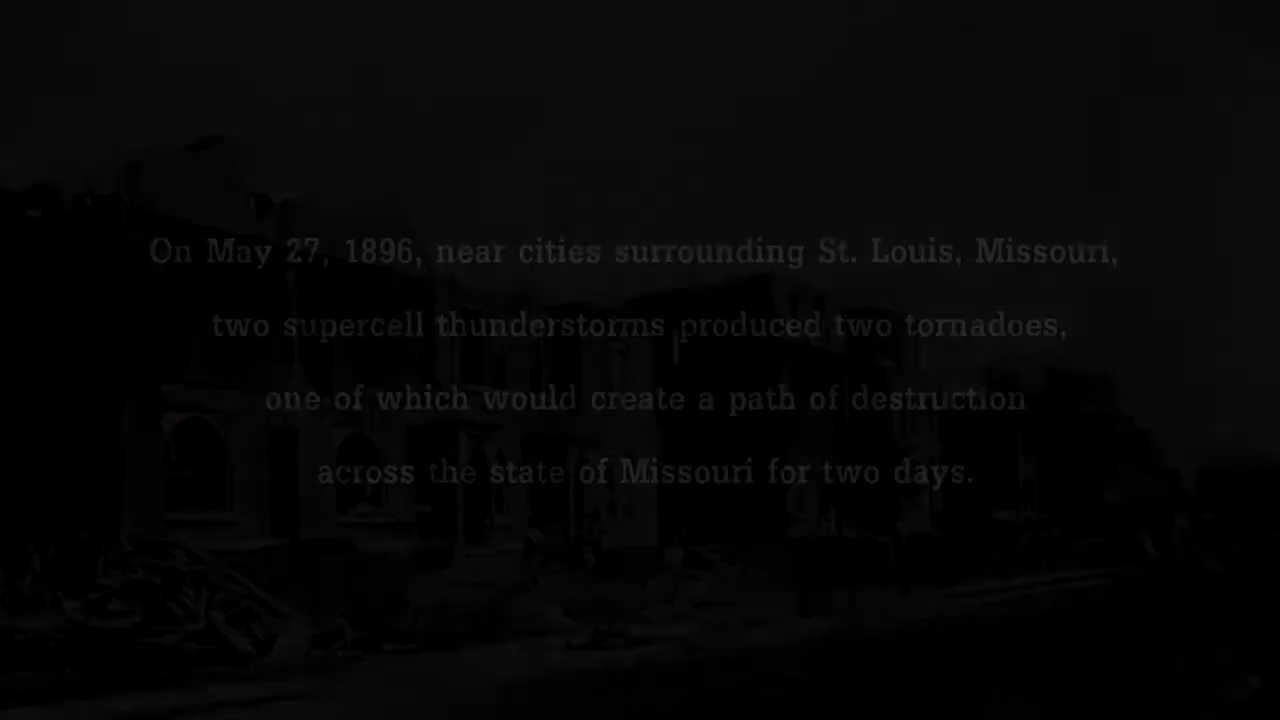 On May 27, 1896, near cities surrounding St. Louis, Missouri,
two supercell thunderstorms produced two tornadoes,
one of which would create a path of destruction
across the state of Missouri for two days.